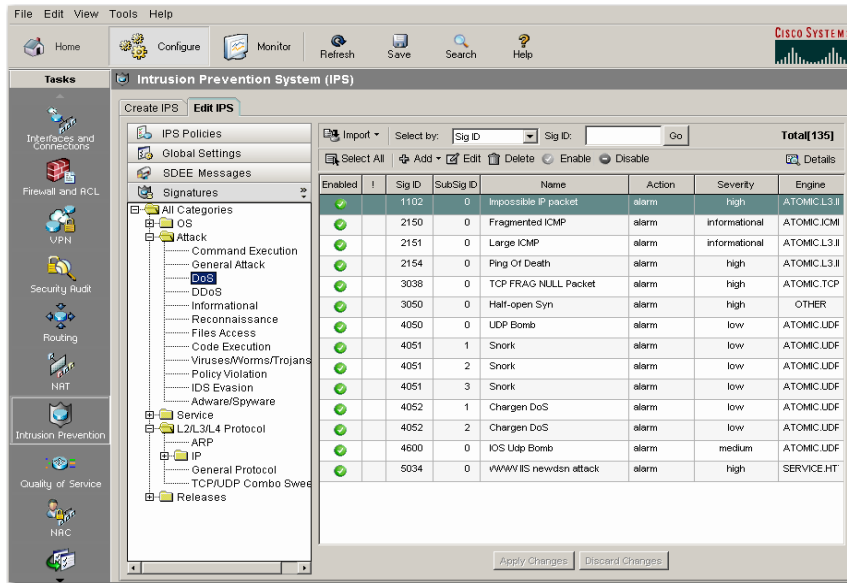 File Edit View Tools Help
Home Configure Monitor Refresh Save Search Help
CISCO SYSTEMS
Tasks
Intrusion Prevention System (IPS)
Interfaces and Connections
Firewall and ACL
VPN
Security Audit
Routing
NAT
Intrusion Prevention
Quality of Service
NAC
Create IPS Edit IPS
IPS Policies
Global Settings
SDEE Messages
Signatures
All Categories
OS
Attack
Command Execution
General Attack
DoS
DDoS
Informational
Reconnaissance
Files Access
Code Execution
Viruses/Worms/Trojans
Policy Violation
IDS Evasion
Adware/Spyware
Service
L2/L3/L4 Protocol
ARP
IP
General Protocol
TCP/UDP Combo Swee
Releases
Import Select by: Sig ID Sig ID: Go Total[135]
Select All Add Edit Delete Enable Disable Details
Enabled ! Sig ID SubSig ID Name Action Severity Engine
1102 0 Impossible IP packet alarm high ATOMIC.L3.II
2150 0 Fragmented ICMP alarm informational ATOMIC.ICMI
2151 0 Large ICMP alarm informational ATOMIC.L3.II
2154 0 Ping Of Death alarm high ATOMIC.L3.II
3038 0 TCP FRAG NULL Packet alarm high ATOMIC.TCP
3050 0 Half-open Syn alarm high OTHER
4050 0 UDP Bomb alarm low ATOMIC.UDF
4051 1 Snork alarm low ATOMIC.UDF
4051 2 Snork alarm low ATOMIC.UDF
4051 3 Snork alarm low ATOMIC.UDF
4052 1 Chargen DoS alarm low ATOMIC.UDF
4052 2 Chargen DoS alarm low ATOMIC.UDF
4600 0 IOS Udp Bomb alarm medium ATOMIC.UDF
5034 0 WWW IIS newdsn attack alarm high SERVICE.HT
Apply Changes Discard Changes